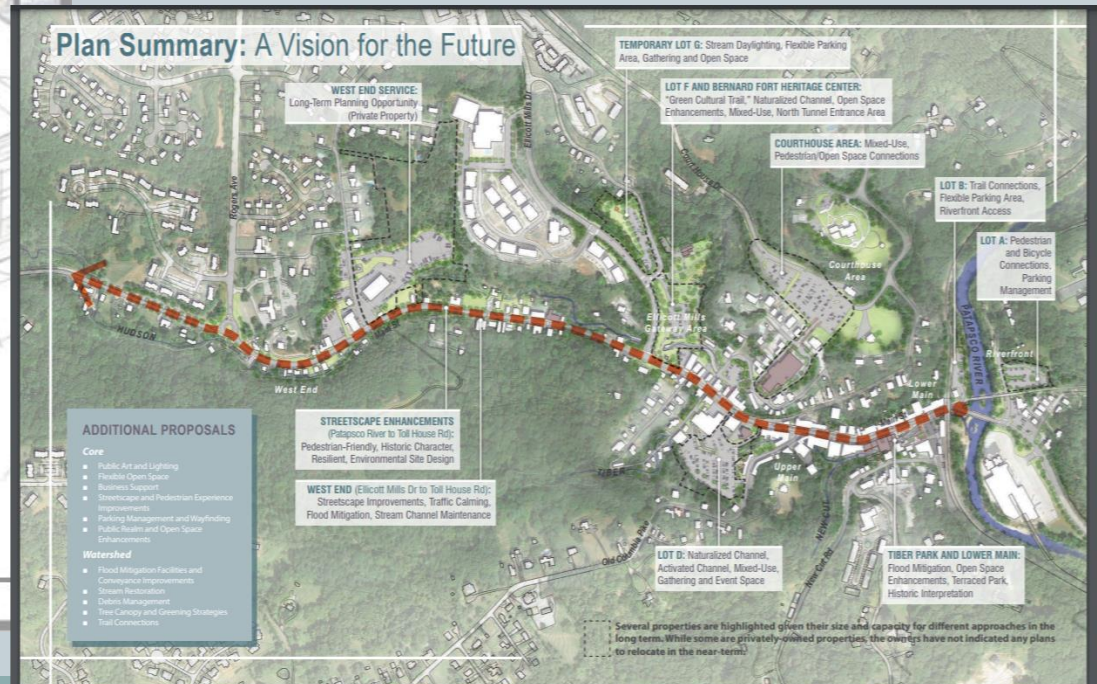 Plan Summary: A Vision for the Future
TEMPORARY LOT G: Stream Daylighting, Flexible Parking
Area, Gathering and Open Space
WEST END SERVICE:
Long-Term Planning Opportunity
(Private Property)
LOT F AND BERNARD FORT HERITAGE CENTER:
"Green Cultural Trail," Naturalized Channel, Open Space
Enhancements, Mixed-Use, North Tunnel Entrance Area
COURTHOUSE AREA: Mixed-Use,
Pedestrian/Open Space Connections
LOT B: Trail Connections,
Flexible Parking Area,
Riverfront Access
LOT A: Pedestrian
and Bicycle
Connections,
Parking
Management
Rogers Ave
Ellicott Mills Dr
Courthouse Dr
Courthouse
Area
PATAPSCO RIVER
Ellicott Mills
Gateway Area
HUDSON
West End
Riverfront
Lower
Main
Upper
Main
TIBER
NEW CUT
New Cut Rd
Old Columbia Pike
STREETSCAPE ENHANCEMENTS
(Patapsco River to Toll House Rd):
Pedestrian-Friendly, Historic Character,
Resilient, Environmental Site Design
WEST END (Ellicott Mills Dr to Toll House Rd):
Streetscape Improvements, Traffic Calming,
Flood Mitigation, Stream Channel Maintenance
LOT D: Naturalized Channel,
Activated Channel, Mixed-Use,
Gathering and Event Space
TIBER PARK AND LOWER MAIN:
Flood Mitigation, Open Space
Enhancements, Terraced Park,
Historic Interpretation
ADDITIONAL PROPOSALS
Core
Public Art and Lighting
Flexible Open Space
Business Support
Streetscape and Pedestrian Experience
Improvements
Parking Management and Wayfinding
Public Realm and Open Space
Enhancements
Watershed
Flood Mitigation Facilities and
Conveyance Improvements
Stream Restoration
Debris Management
Tree Canopy and Greening Strategies
Trail Connections
Several properties are highlighted given their size and capacity for different approaches in the
long term. While some are privately-owned properties, the owners have not indicated any plans
to relocate in the near-term.